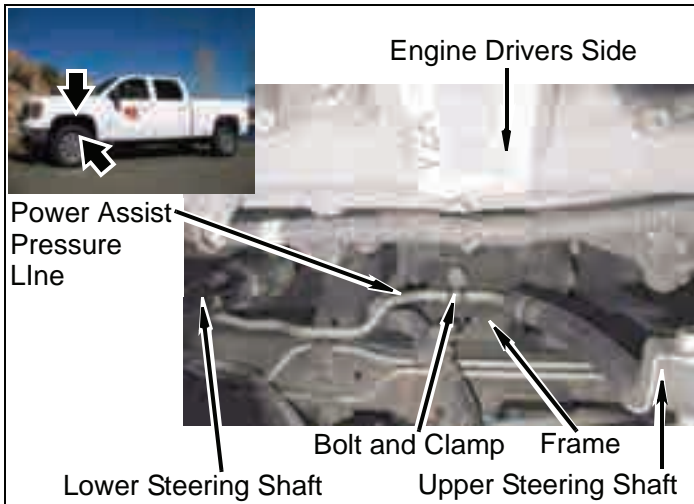 Engine Drivers Side
Power Assist
Pressure
LIne
Bolt and Clamp
Frame
Lower Steering Shaft
Upper Steering Shaft